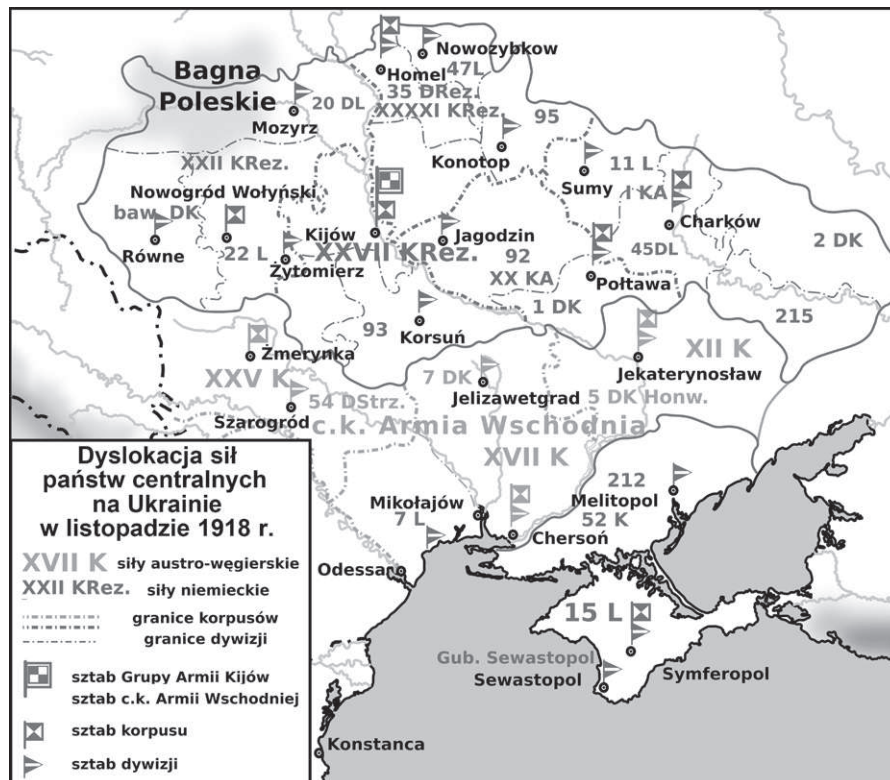 Nowozybkow
Bagna
Poleskie
Homel
47L
35 DRez.
XXXXI KRez.
20 DL
Mozyrz
95
Konotop
XXII KRez.
11 L
Sumy
I KA
Nowogród Wołyński
baw. DK
Kijów
Charków
2 DK
Równe
22 L
XXVII KRez.
Jagodzin
92
45DL
Żytomierz
XX KA
Połtawa
1 DK
93
Korsuń
215
Żmerynka
XII K
XXV K
7 DK
Jekaterynosław
Jelizawetgrad
5 DK Honw.
54 DStrz.
Szarogród
c.k. Armia Wschodnia
XVII K
212
Mikołajów
Melitopol
7 L
52 K
Chersoń
Odessa
15 L
Gub. Sewastopol
Sewastopol
Symferopol
Konstanca
Dyslokacja sił
państw centralnych
na Ukrainie
w listopadzie 1918 r.
XVII K siły austro-węgierskie
XXII KRez. siły niemieckie
granice korpusów
granice dywizji
sztab Grupy Armii Kijów
sztab c.k. Armii Wschodniej
sztab korpusu
sztab dywizji